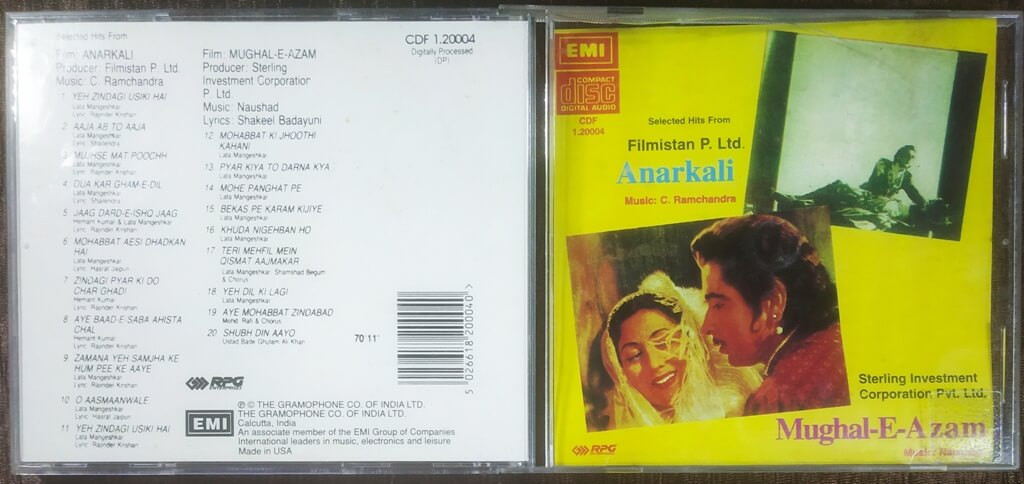 Selected Hits From
Film: ANARKALI
Producer: Filmistan P. Ltd.
Music: C. Ramchandra
1 YEH ZINDAGI USIKI HAI
Lata Mangeshkar
Lyric: Rajinder Krishan
2 AAJA AB TO AAJA
Lata Mangeshkar
Lyric: Shailendra
3 MUJHSE MAT POOCHH
Lata Mangeshkar
Lyric: Rajinder Krishan
4 DUA KAR GHAM-E-DIL
Lata Mangeshkar
Lyric: Shailendra
5 JAAG DARD-E-ISHQ JAAG
Hemant Kumar & Lata Mangeshkar
Lyric: Rajinder Krishan
6 MOHABBAT AESI DHADKAN
HAI
Lata Mangeshkar
Lyric: Hasrat Jaipuri
7 ZINDAGI PYAR KI DO
CHAR GHADI
Hemant Kumar
Lyric: Rajinder Krishan
8 AYE BAAD-E-SABA AHISTA
CHAL
Hemant Kumar
Lyric: Rajinder Krishan
9 ZAMANA YEH SAMJHA KE
HUM PEE KE AAYE
Lata Mangeshkar
Lyric: Rajinder Krishan
10 O AASMAANWALE
Lata Mangeshkar
Lyric: Hasrat Jaipuri
11 YEH ZINDAGI USIKI HAI
Lata Mangeshkar
Lyric: Rajinder Krishan
Film: MUGHAL-E-AZAM
Producer: Sterling
Investment Corporation
P. Ltd.
Music: Naushad
Lyrics: Shakeel Badayuni
12 MOHABBAT KI JHOOTHI
KAHANI
Lata Mangeshkar
13 PYAR KIYA TO DARNA KYA
Lata Mangeshkar
14 MOHE PANGHAT PE
Lata Mangeshkar
15 BEKAS PE KARAM KIJIYE
Lata Mangeshkar
16 KHUDA NIGEHBAN HO
Lata Mangeshkar
17 TERI MEHFIL MEIN
QISMAT AAJMAKAR
Lata Mangeshkar, Shamshad Begum
& Chorus
18 YEH DIL KI LAGI
Lata Mangeshkar
19 AYE MOHABBAT ZINDABAD
Mohd. Rafi & Chorus
20 SHUBH DIN AAYO
Ustad Bade Ghulam Ali Khan
CDF 1.20004
Digitally Processed
(DP)
70'11"
5 026618 200040
RPG
ENTERPRISES
EMI
℗ © THE GRAMOPHONE CO. OF INDIA LTD.
THE GRAMOPHONE CO. OF INDIA LTD.
Calcutta, India
An associate member of the EMI Group of Companies
International leaders in music, electronics and leisure
Made in USA
EMI
COMPACT
disc
DIGITAL AUDIO
CDF
1.20004
Selected Hits From
Filmistan P. Ltd.
Anarkali
Music: C. Ramchandra
Sterling Investment
Corporation Pvt. Ltd.
Mughal-E-Azam
Music: Naushad
RPG